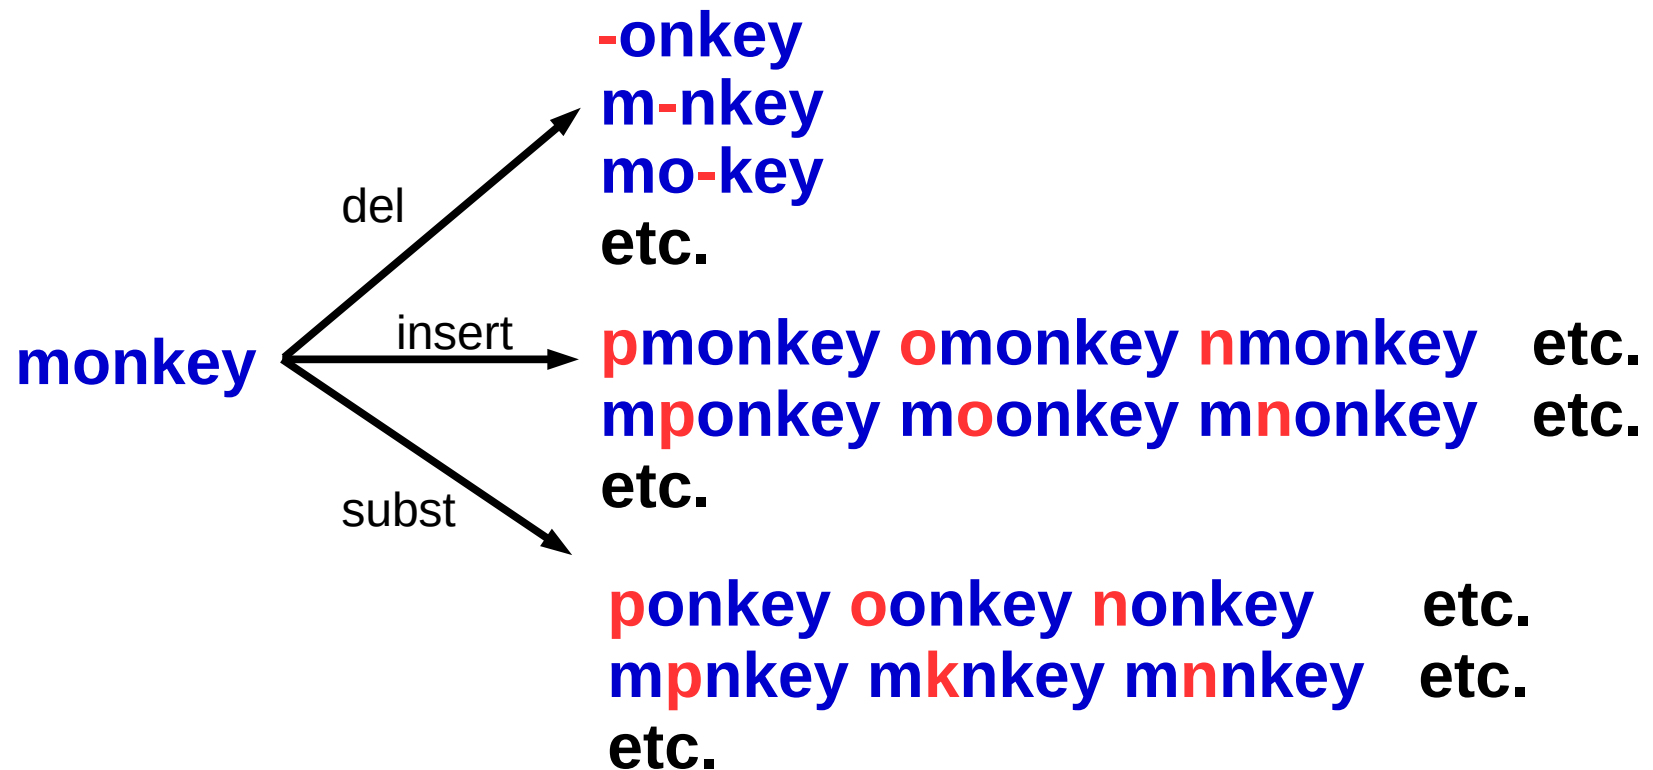 -onkey
m-nkey
mo-key
etc.
del
insert
monkey
pmonkey omonkey nmonkey etc.
mponkey moonkey mnonkey etc.
etc.
subst
ponkey oonkey nonkey etc.
mpnkey mknkey mnnkey etc.
etc.